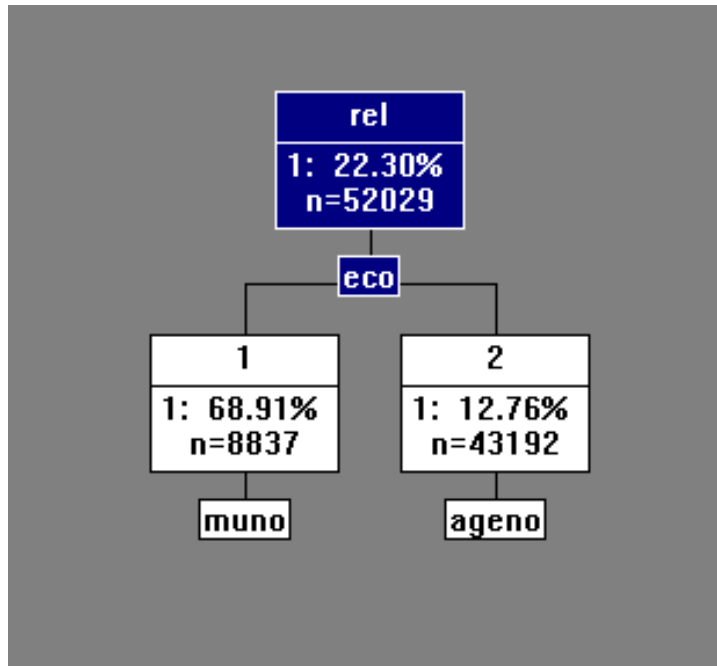 rel
1: 22.30%
n=52029
eco
1
1: 68.91%
n=8837
2
1: 12.76%
n=43192
muno
ageno